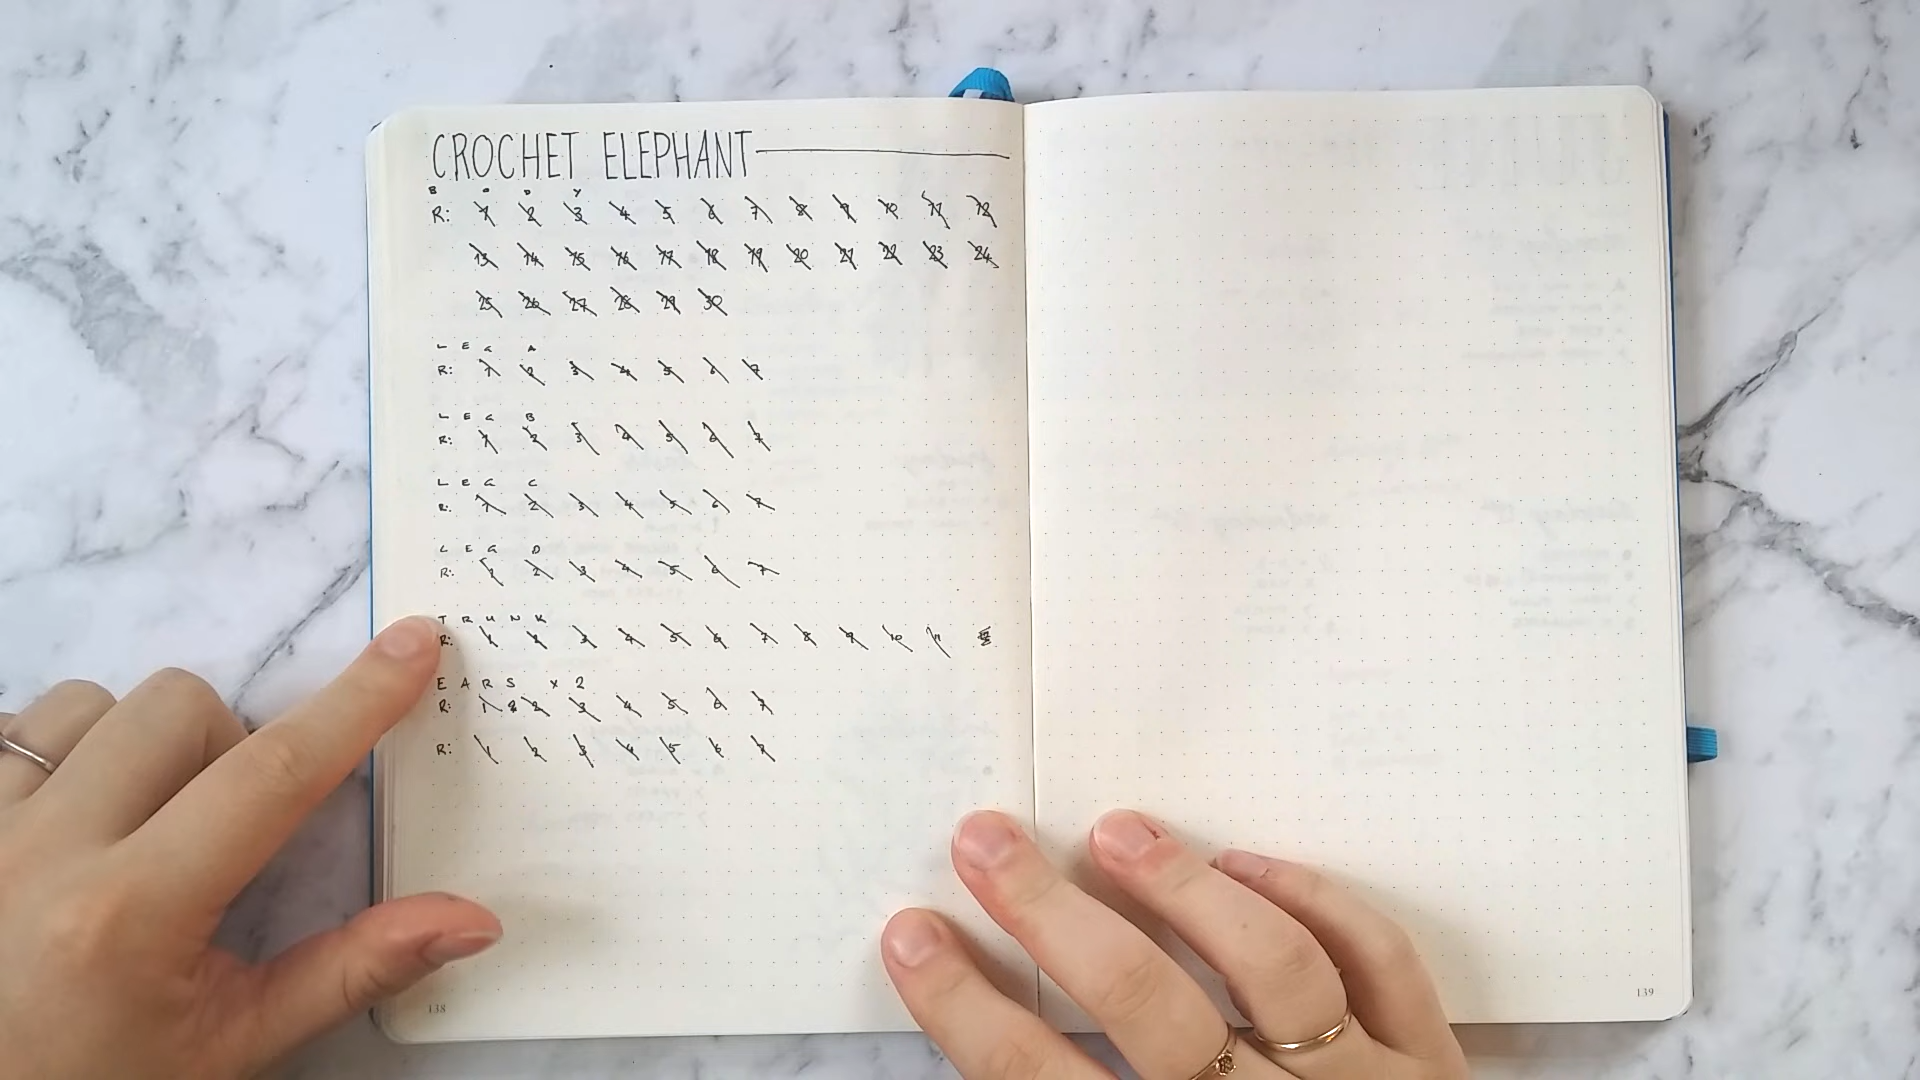 CROCHET ELEPHANT
BODY
R: 1 2 3 4 5 6 7 8 9 10 11 12
13 14 15 16 17 18 19 20 21 22 23 24
25 26 27 28 29 30
LEG A
R: 1 2 3 4 5 6 7
LEG B
R: 1 2 3 4 5 6 7
LEG C
R: 1 2 3 4 5 6 7
LEG D
R: 1 2 3 4 5 6 7
TRUNK
R: 1 2 3 4 5 6 7 8 9 10 11
EARS x2
R: 1 2 3 4 5 6 7
R: 1 2 3 4 5 6 7
138
139